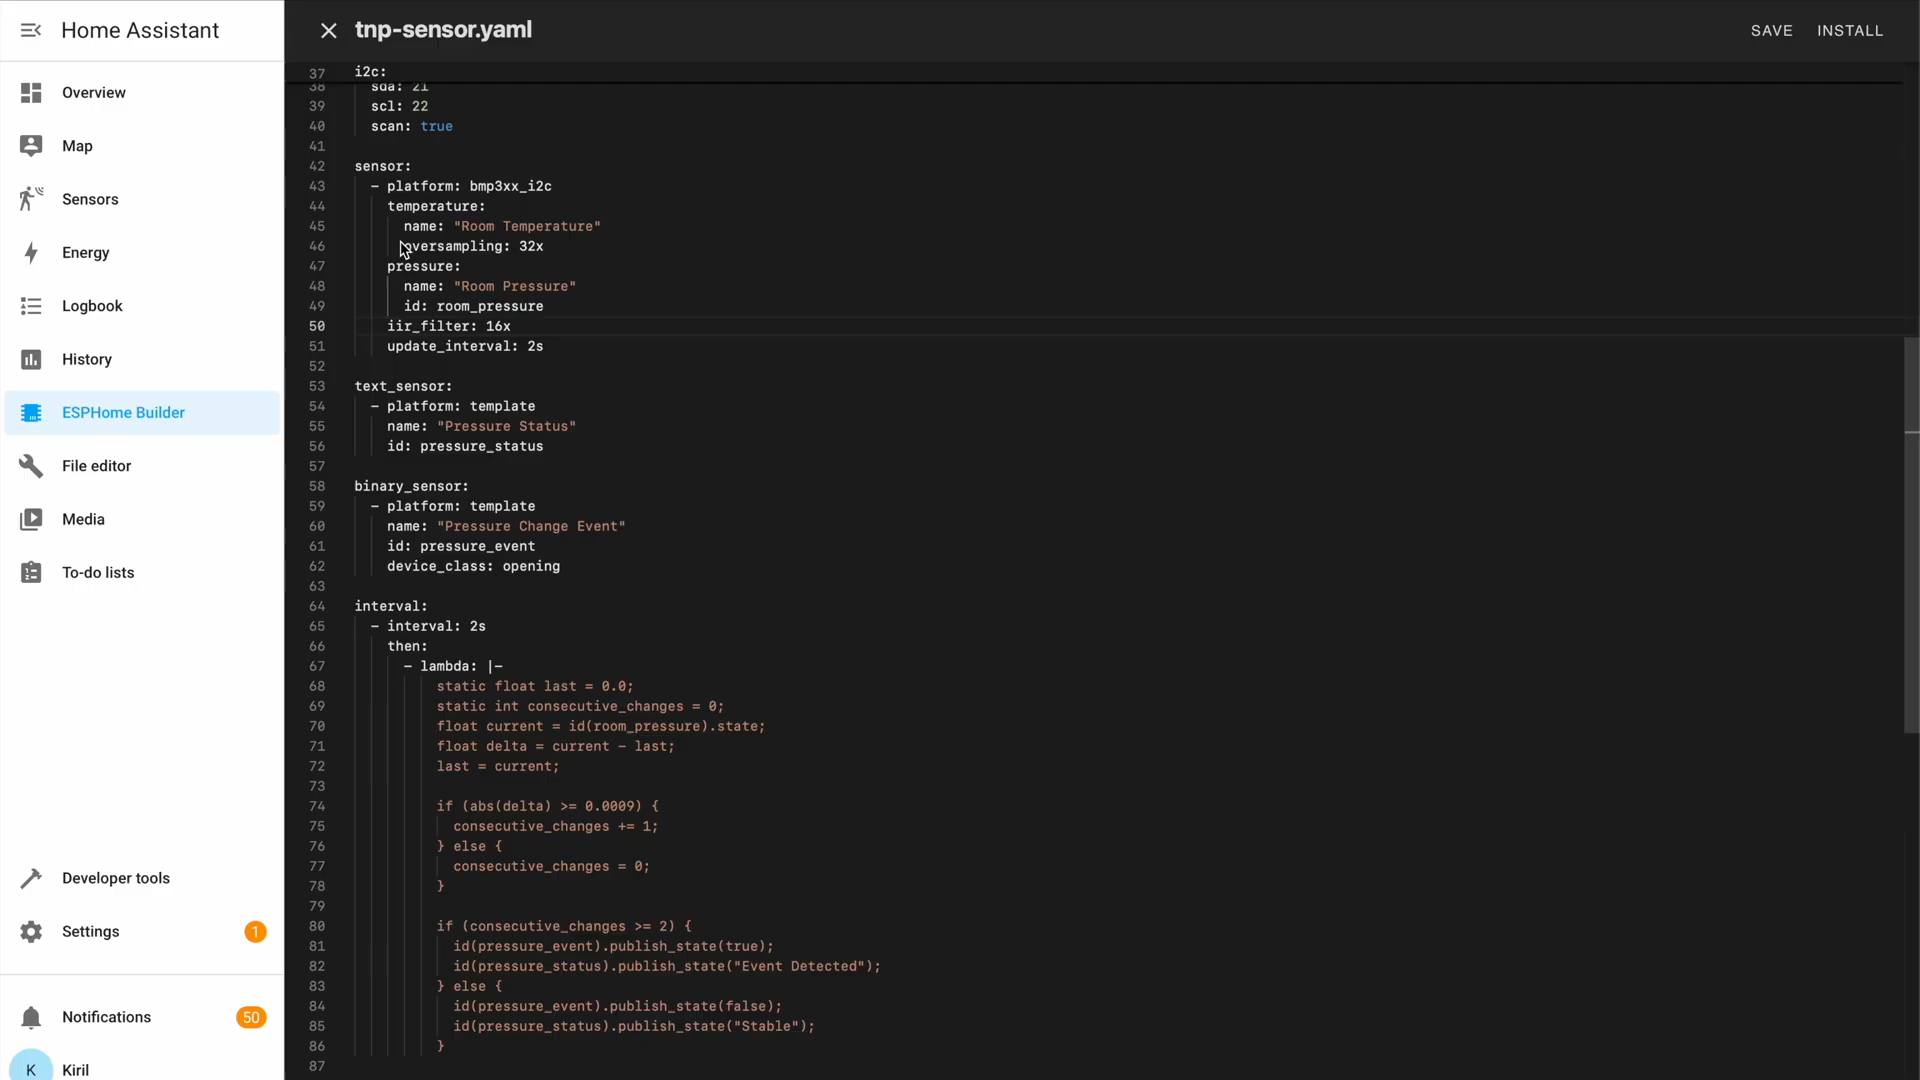 Home Assistant
Overview
Map
Sensors
Energy
Logbook
History
ESPHome Builder
File editor
Media
To-do lists
Developer tools
Settings 1
Notifications 50
K Kiril
tnp-sensor.yaml
SAVE INSTALL
37 i2c:
38 sda: 21
39 scl: 22
40 scan: true
41
42 sensor:
43 - platform: bmp3xx_i2c
44 temperature:
45 name: "Room Temperature"
46 oversampling: 32x
47 pressure:
48 name: "Room Pressure"
49 id: room_pressure
50 iir_filter: 16x
51 update_interval: 2s
52
53 text_sensor:
54 - platform: template
55 name: "Pressure Status"
56 id: pressure_status
57
58 binary_sensor:
59 - platform: template
60 name: "Pressure Change Event"
61 id: pressure_event
62 device_class: opening
63
64 interval:
65 - interval: 2s
66 then:
67 - lambda: |-
68 static float last = 0.0;
69 static int consecutive_changes = 0;
70 float current = id(room_pressure).state;
71 float delta = current - last;
72 last = current;
73
74 if (abs(delta) >= 0.0009) {
75 consecutive_changes += 1;
76 } else {
77 consecutive_changes = 0;
78 }
79
80 if (consecutive_changes >= 2) {
81 id(pressure_event).publish_state(true);
82 id(pressure_status).publish_state("Event Detected");
83 } else {
84 id(pressure_event).publish_state(false);
85 id(pressure_status).publish_state("Stable");
86 }
87